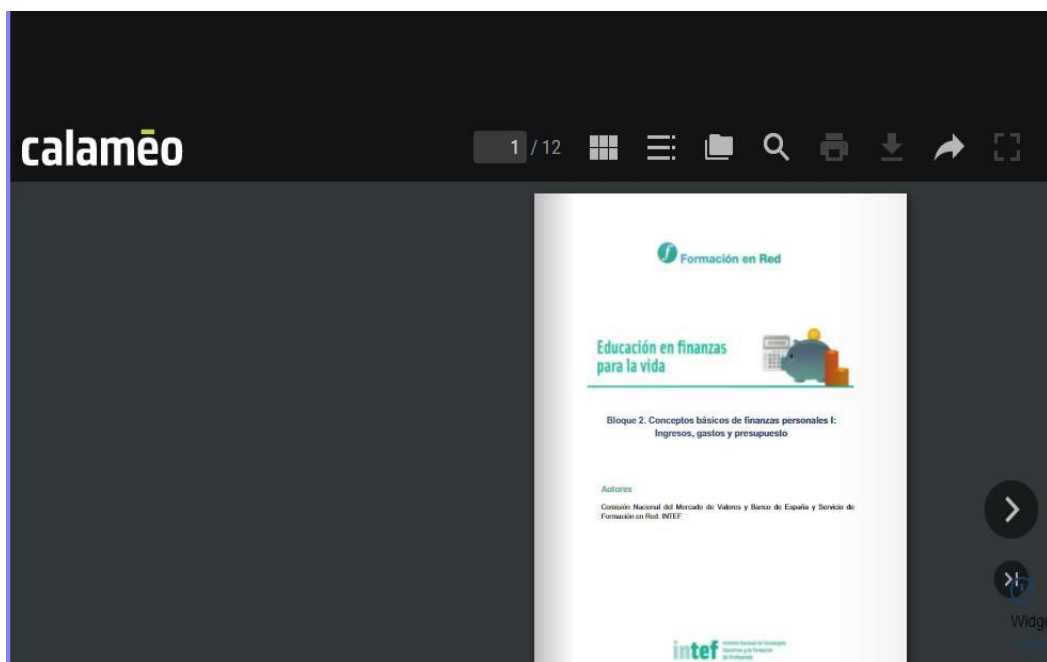 calamēo
1 / 12
Formación en Red
Educación en finanzas
para la vida
Bloque 2. Conceptos básicos de finanzas personales I:
Ingresos, gastos y presupuesto
Autores
Comisión Nacional del Mercado de Valores y Banco de España y Servicio de
Formación en Red. INTEF
intef